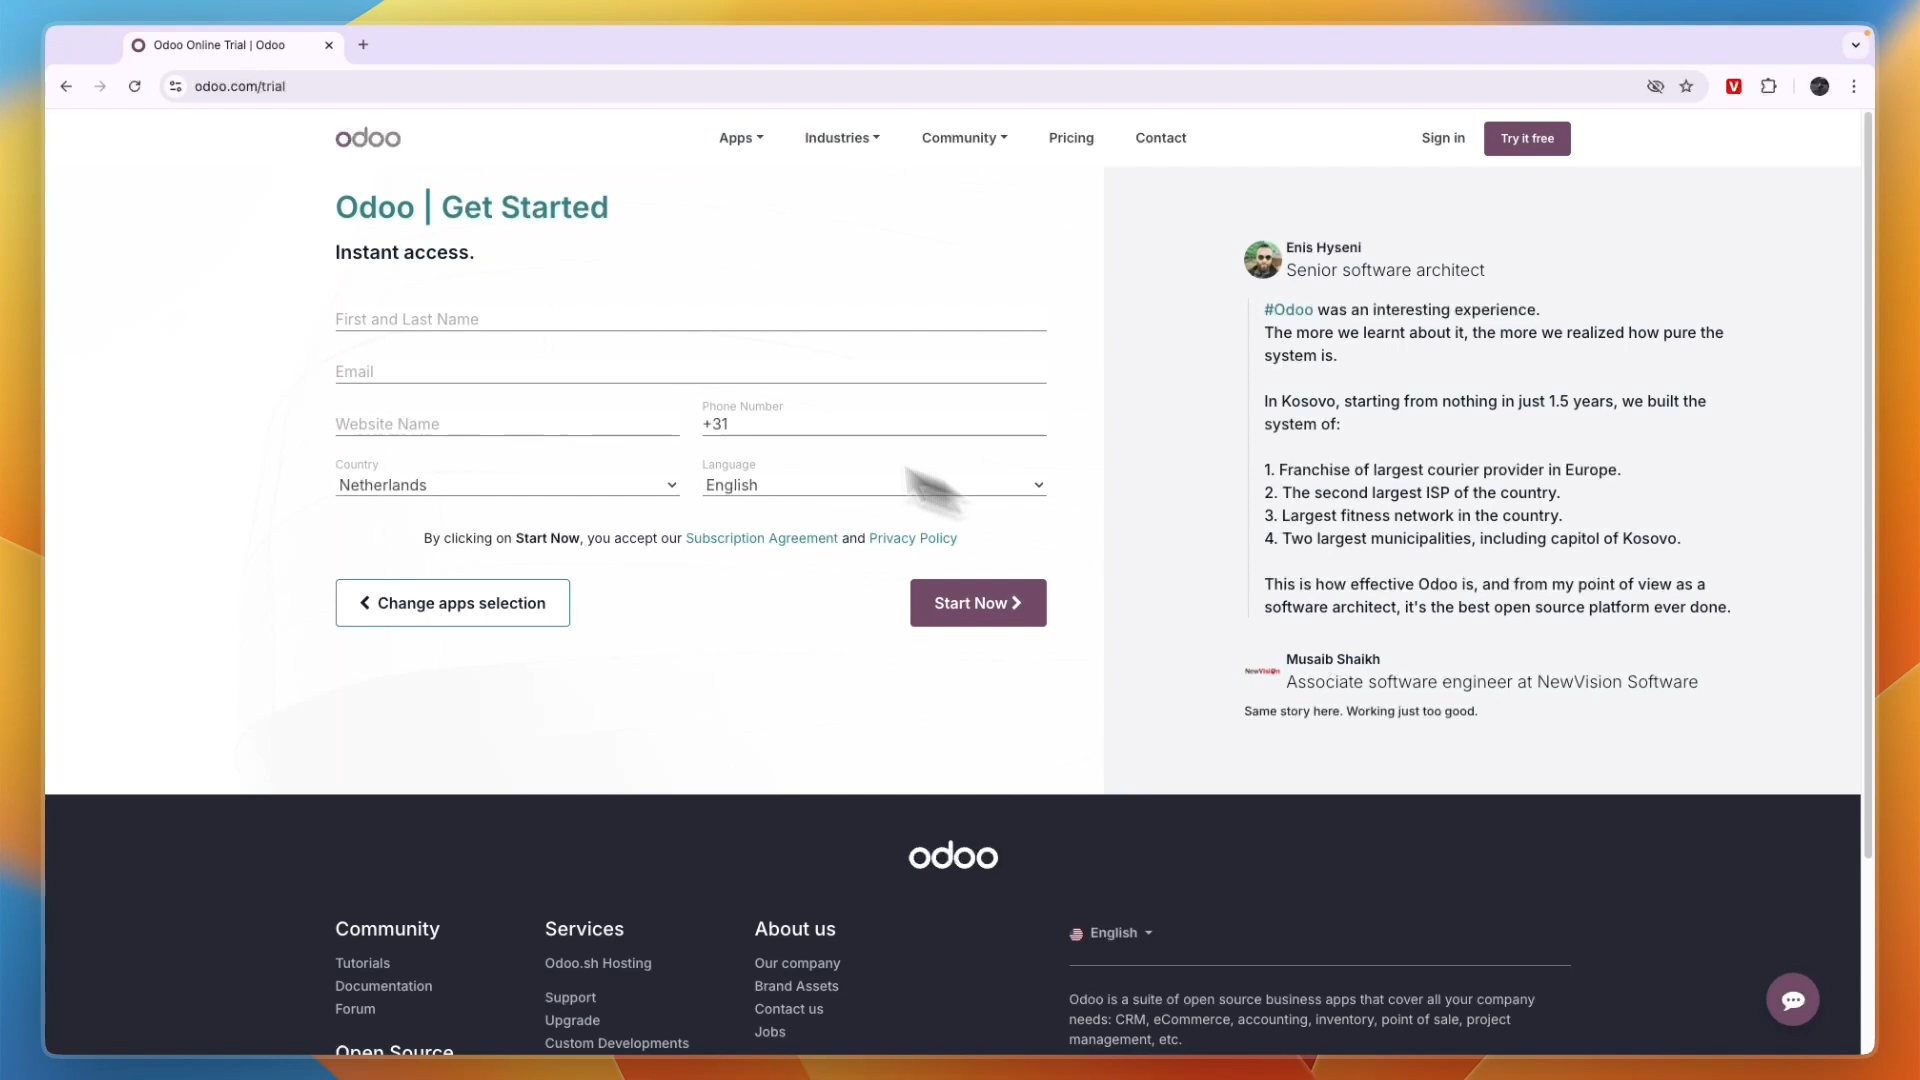 Odoo Online Trial | Odoo
odoo.com/trial
odoo
Apps
Industries
Community
Pricing
Contact
Sign in
Try it free
Odoo | Get Started
Instant access.
First and Last Name
Email
Website Name
Phone Number
+31
Country
Netherlands
Language
English
By clicking on Start Now, you accept our Subscription Agreement and Privacy Policy
Change apps selection
Start Now
Enis Hyseni
Senior software architect
#Odoo was an interesting experience.
The more we learnt about it, the more we realized how pure the
system is.
In Kosovo, starting from nothing in just 1.5 years, we built the
system of:
1. Franchise of largest courier provider in Europe.
2. The second largest ISP of the country.
3. Largest fitness network in the country.
4. Two largest municipalities, including capitol of Kosovo.
This is how effective Odoo is, and from my point of view as a
software architect, it's the best open source platform ever done.
NewVision
Musaib Shaikh
Associate software engineer at NewVision Software
Same story here. Working just too good.
odoo
Community
Tutorials
Documentation
Forum
Open Source
Services
Odoo.sh Hosting
Support
Upgrade
Custom Developments
About us
Our company
Brand Assets
Contact us
Jobs
English
Odoo is a suite of open source business apps that cover all your company
needs: CRM, eCommerce, accounting, inventory, point of sale, project
management, etc.